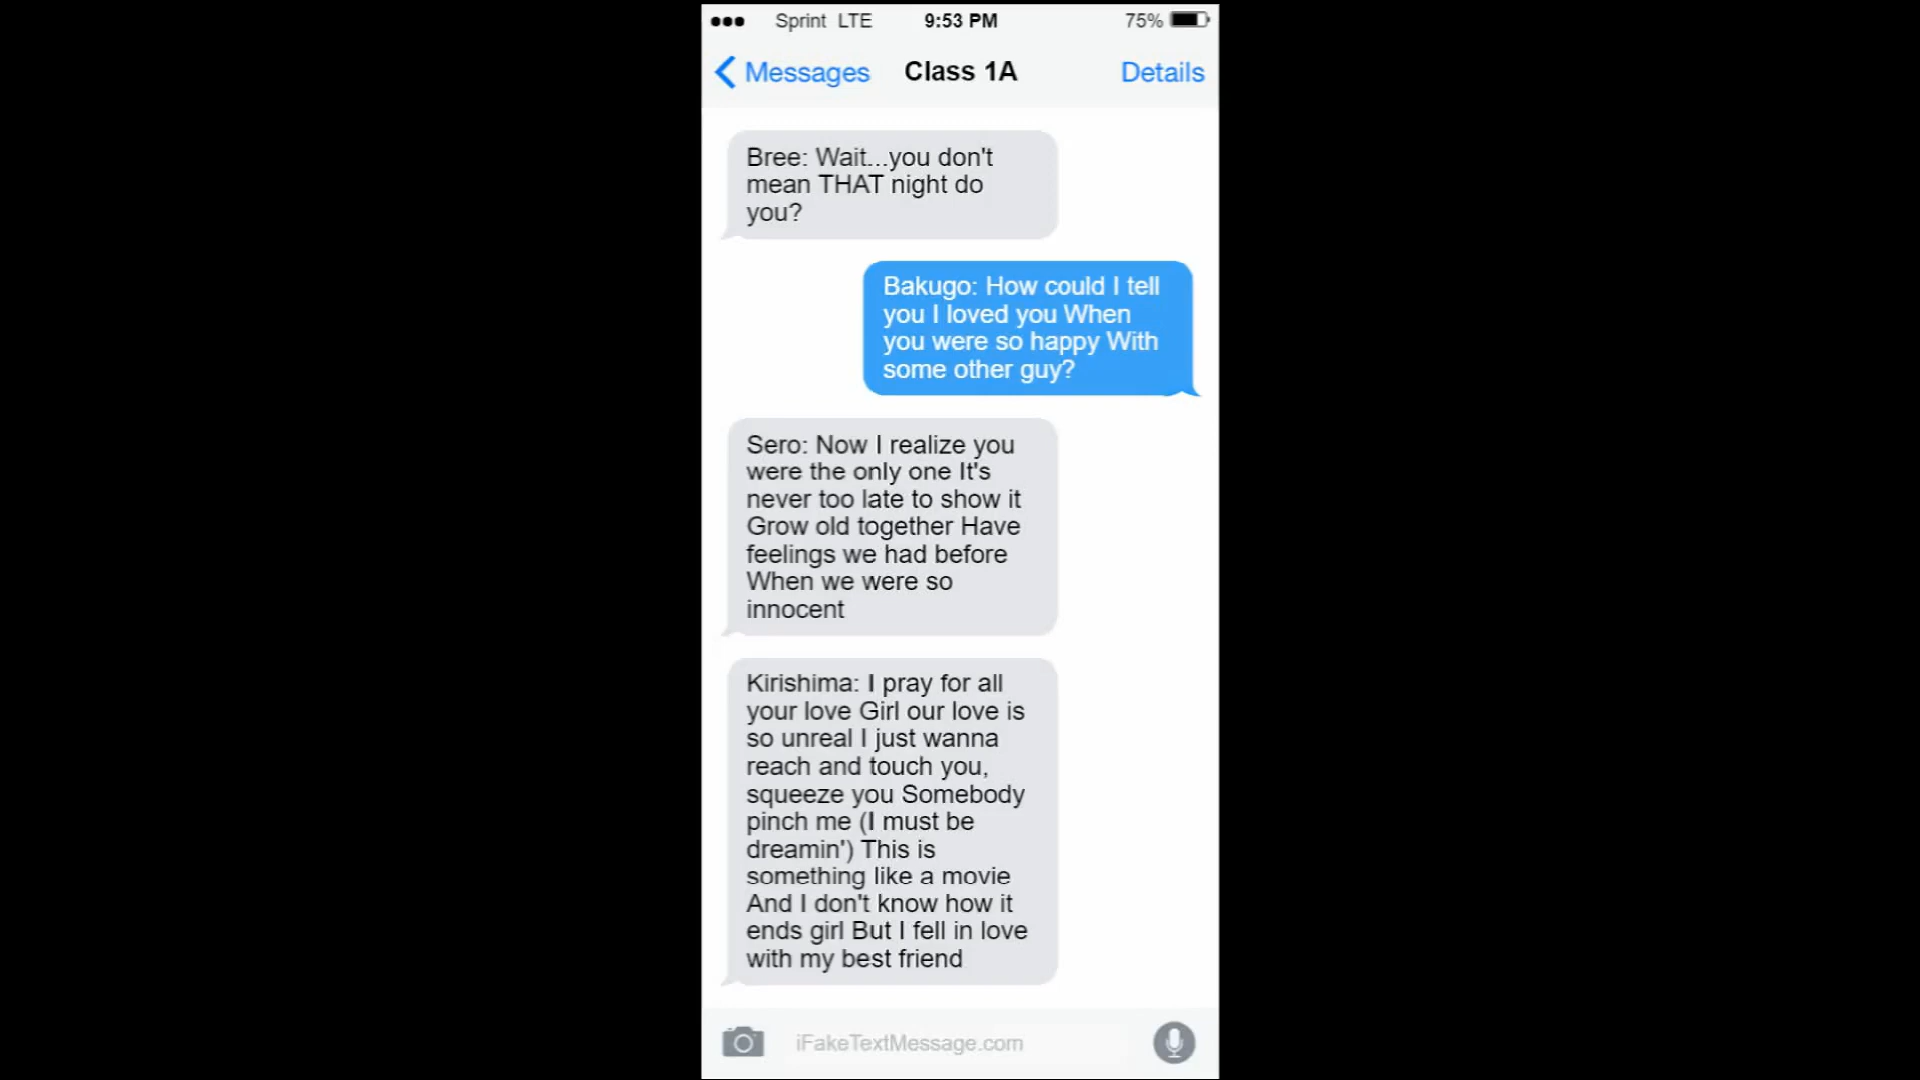 Sprint LTE 9:53 PM 75%
Messages Class 1A Details
Bree: Wait...you don't
mean THAT night do
you?
Bakugo: How could I tell
you I loved you When
you were so happy With
some other guy?
Sero: Now I realize you
were the only one It's
never too late to show it
Grow old together Have
feelings we had before
When we were so
innocent
Kirishima: I pray for all
your love Girl our love is
so unreal I just wanna
reach and touch you,
squeeze you Somebody
pinch me (I must be
dreamin') This is
something like a movie
And I don't know how it
ends girl But I fell in love
with my best friend
iFakeTextMessage.com